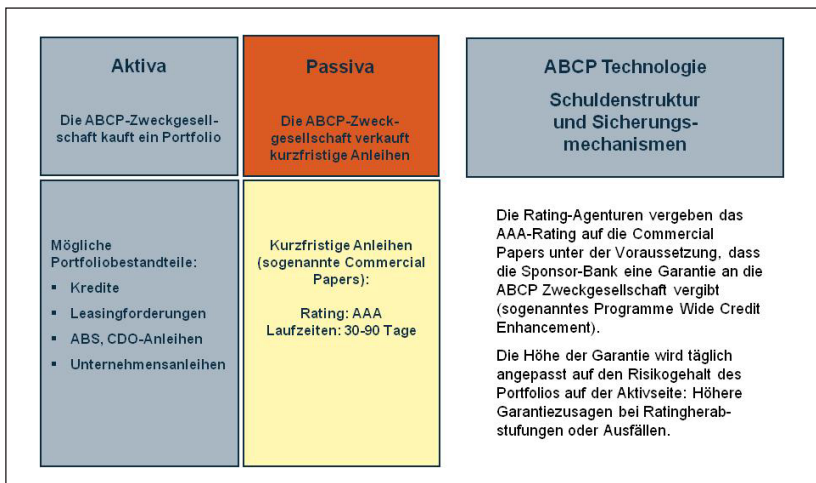 Aktiva
Die ABCP-Zweckgesell-
schaft kauft ein Portfolio
Passiva
Die ABCP-Zweck-
gesellschaft verkauft
kurzfristige Anleihen
ABCP Technologie
Schuldenstruktur
und Sicherungs-
mechanismen
Mögliche
Portfoliobestandteile:
▪ Kredite
▪ Leasingforderungen
▪ ABS, CDO-Anleihen
▪ Unternehmensanleihen
Kurzfristige Anleihen
(sogenannte Commercial
Papers):
Rating: AAA
Laufzeiten: 30-90 Tage
Die Rating-Agenturen vergeben das
AAA-Rating auf die Commercial
Papers unter der Voraussetzung, dass
die Sponsor-Bank eine Garantie an die
ABCP Zweckgesellschaft vergibt
(sogenanntes Programme Wide Credit
Enhancement).
Die Höhe der Garantie wird täglich
angepasst auf den Risikogehalt des
Portfolios auf der Aktivseite: Höhere
Garantiezusagen bei Ratingherab-
stufungen oder Ausfällen.